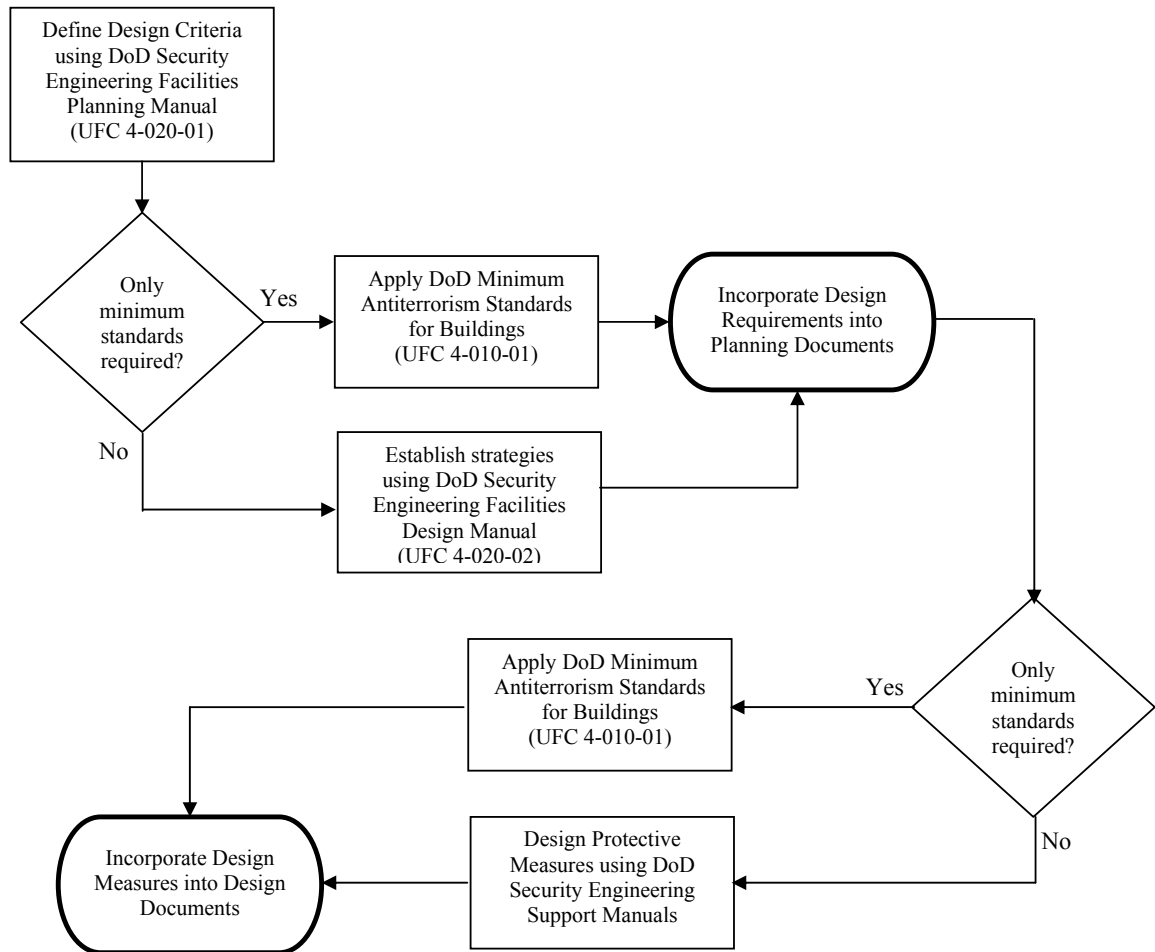 Define Design Criteria
using DoD Security
Engineering Facilities
Planning Manual
(UFC 4-020-01)
Only
minimum
standards
required?
Yes
No
Apply DoD Minimum
Antiterrorism Standards
for Buildings
(UFC 4-010-01)
Establish strategies
using DoD Security
Engineering Facilities
Design Manual
(UFC 4-020-02)
Incorporate Design
Requirements into
Planning Documents
Only
minimum
standards
required?
Yes
No
Apply DoD Minimum
Antiterrorism Standards
for Buildings
(UFC 4-010-01)
Design Protective
Measures using DoD
Security Engineering
Support Manuals
Incorporate Design
Measures into Design
Documents